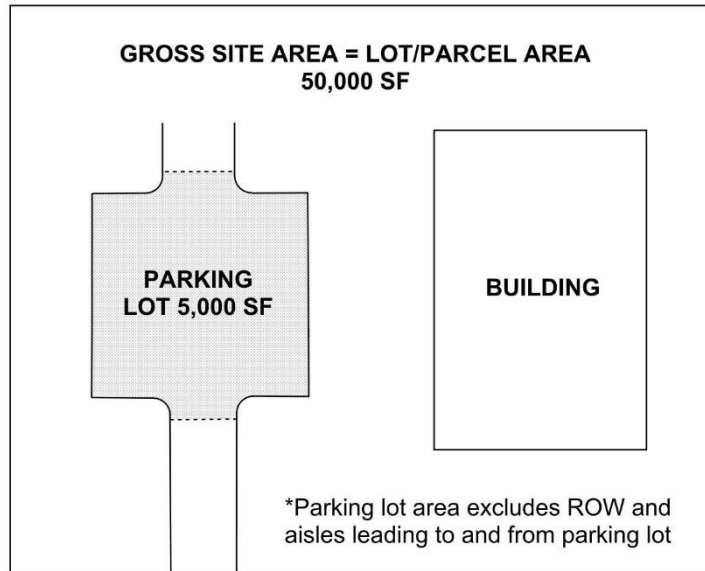 GROSS SITE AREA = LOT/PARCEL AREA
50,000 SF
PARKING
LOT 5,000 SF
BUILDING
*Parking lot area excludes ROW and
aisles leading to and from parking lot